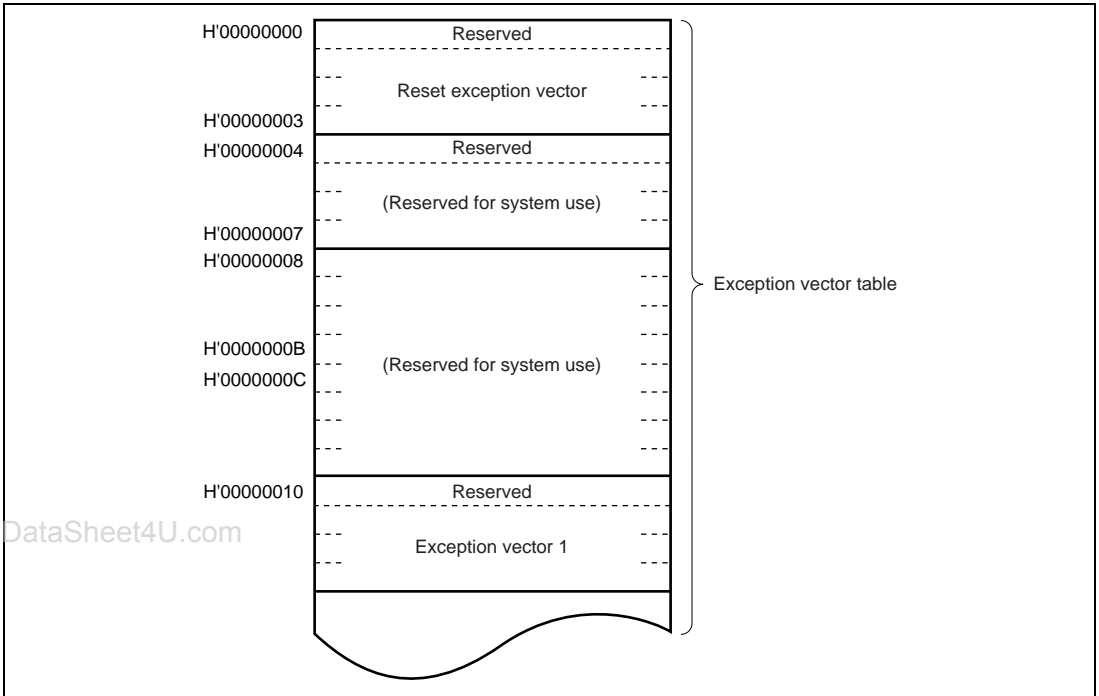 H'00000000 Reserved
Reset exception vector
H'00000003
H'00000004 Reserved
(Reserved for system use)
H'00000007
H'00000008
Exception vector table
H'0000000B
(Reserved for system use)
H'0000000C
H'00000010 Reserved
DataSheet4U.com
Exception vector 1